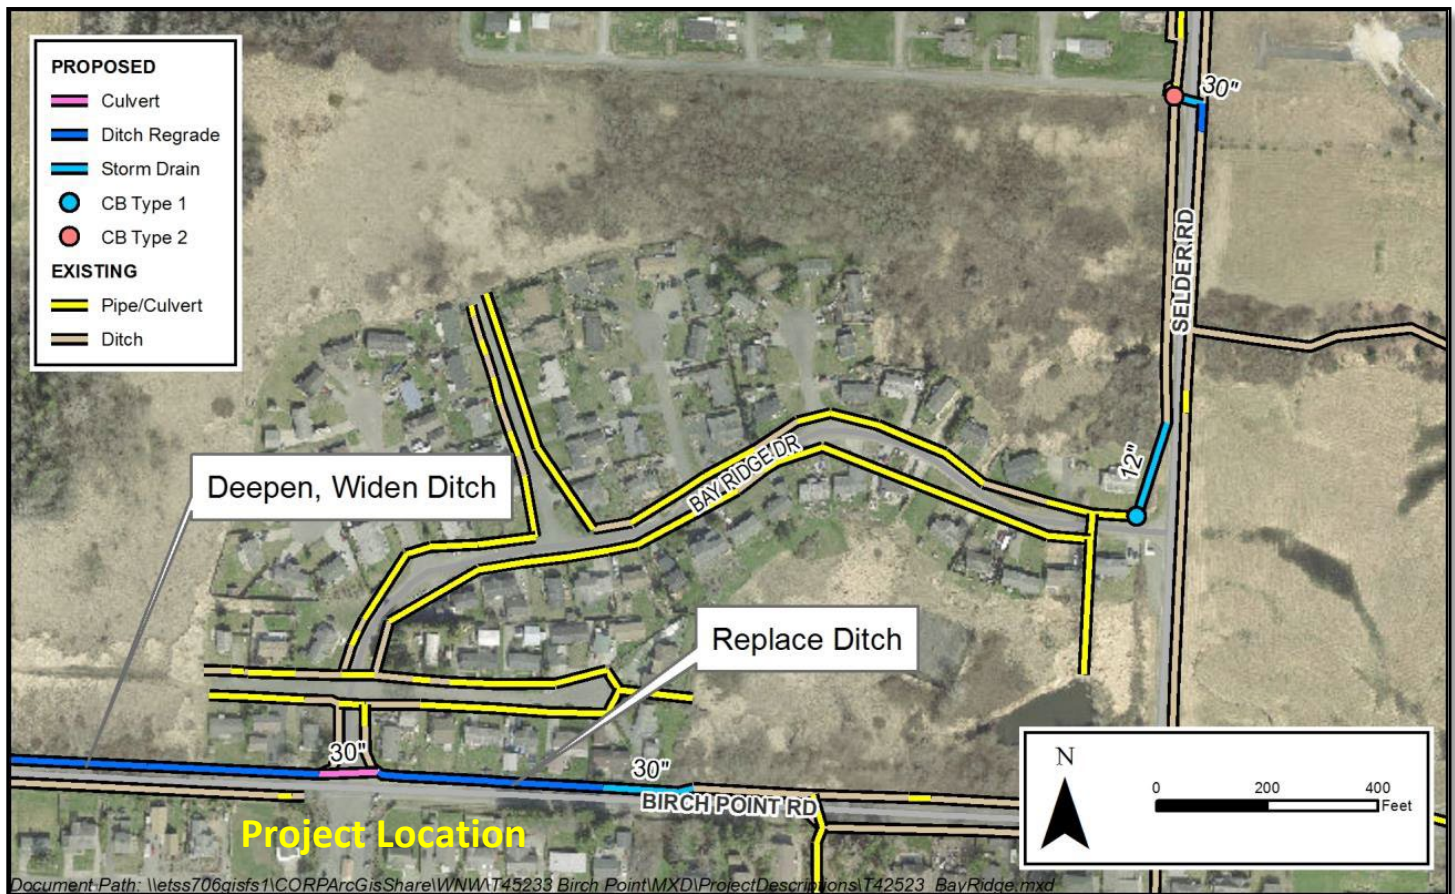 PROPOSED
Culvert
Ditch Regrade
Storm Drain
CB Type 1
CB Type 2
EXISTING
Pipe/Culvert
Ditch
30"
SELDER RD
12"
BAY RIDGE DR
Deepen, Widen Ditch
Replace Ditch
30"
30"
BIRCH POINT RD
N
0 200 400
Feet
Project Location
Document Path: \\etss706gisfs1\CORPArcGisShare\WNW\T45233 Birch Point\MXD\ProjectDescriptions\T42523_BayRidge.mxd